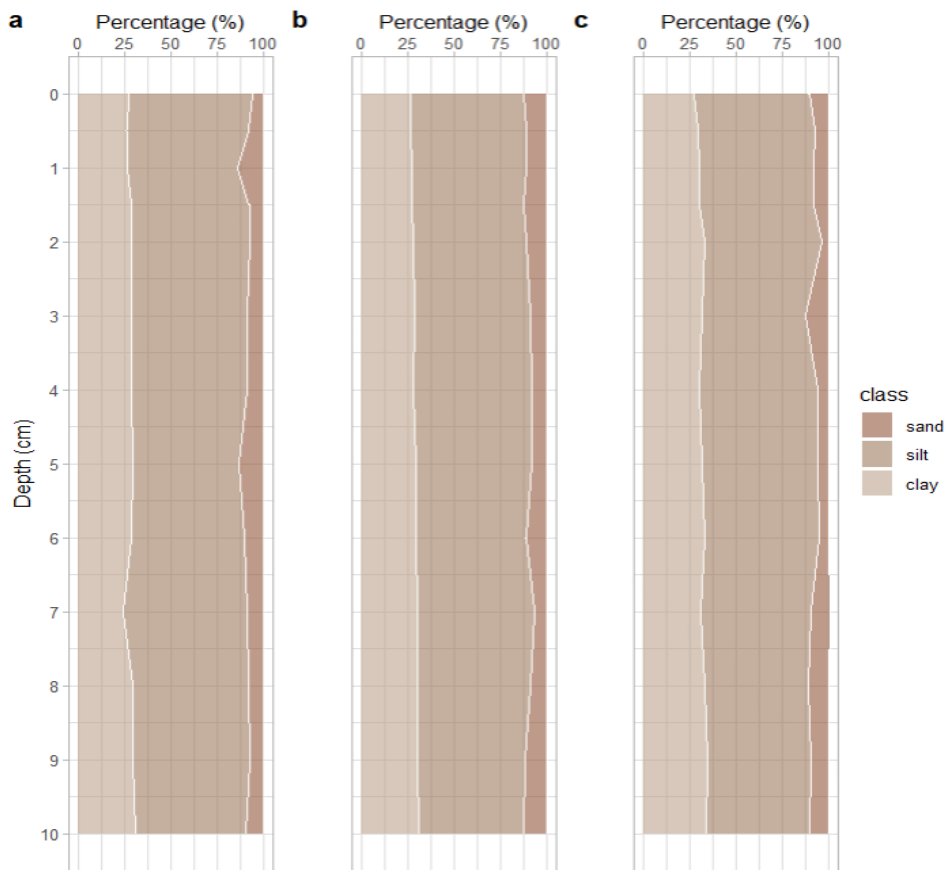 a Percentage (%) b Percentage (%) c Percentage (%)
0 25 50 75 100 0 25 50 75 100 0 25 50 75 100
0
1
2
3
4
5
6
7
8
9
10
Depth (cm)
class
sand
silt
clay